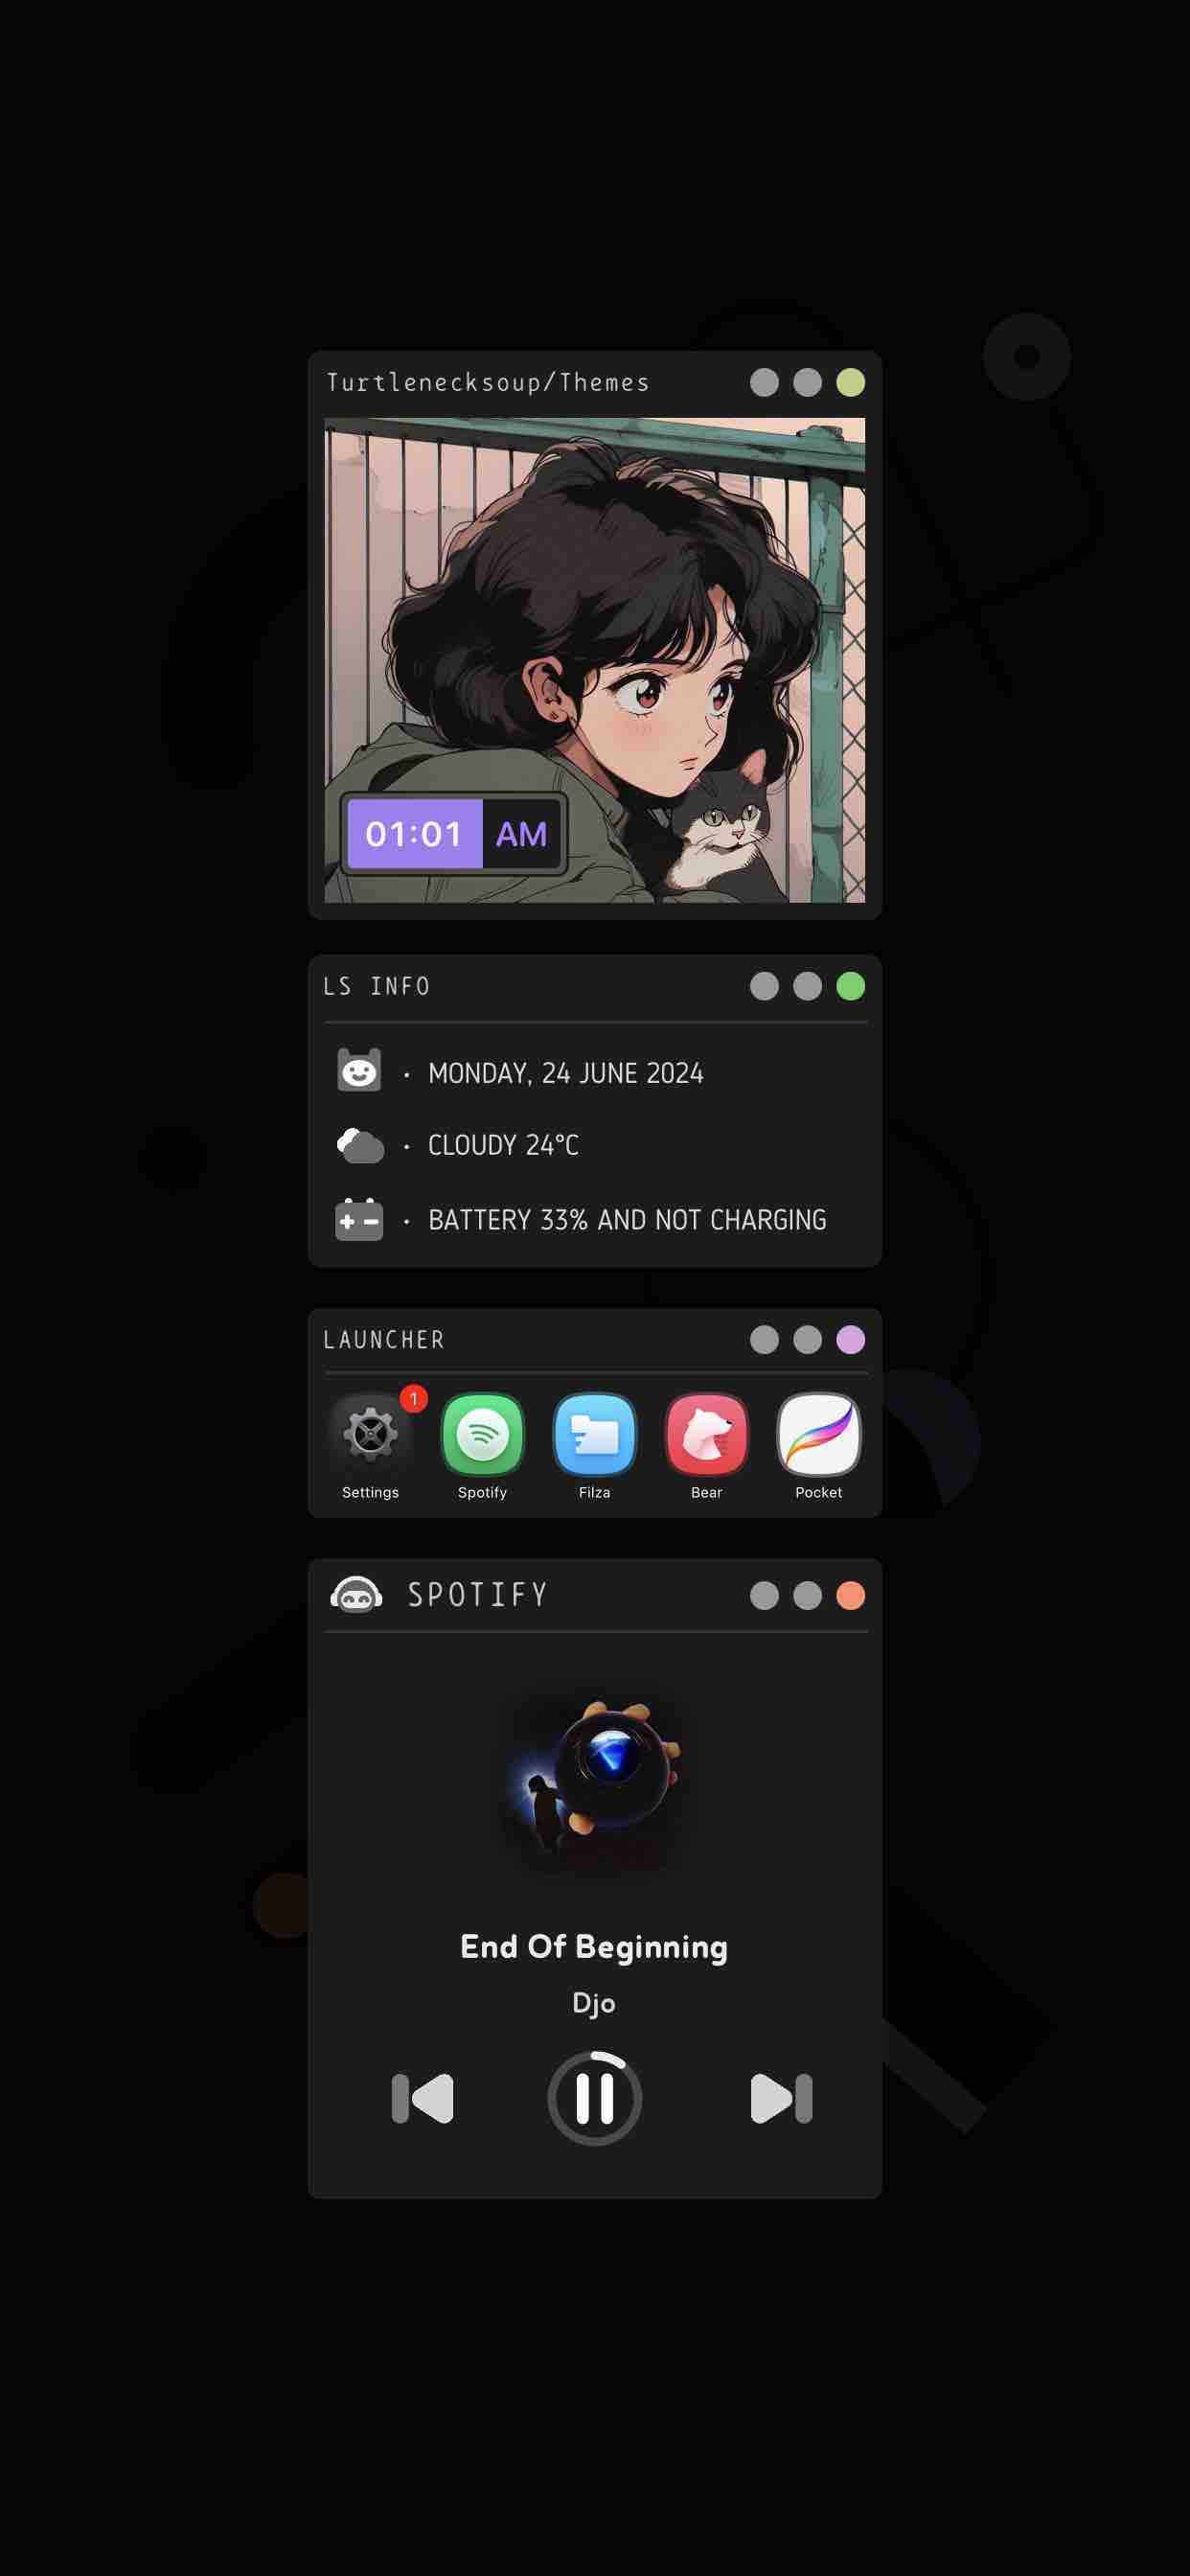 Turtlenecksoup/Themes
01:01 AM
LS INFO
• MONDAY, 24 JUNE 2024
• CLOUDY 24°C
• BATTERY 33% AND NOT CHARGING
LAUNCHER
1
Settings Spotify Filza Bear Pocket
SPOTIFY
End Of Beginning
Djo